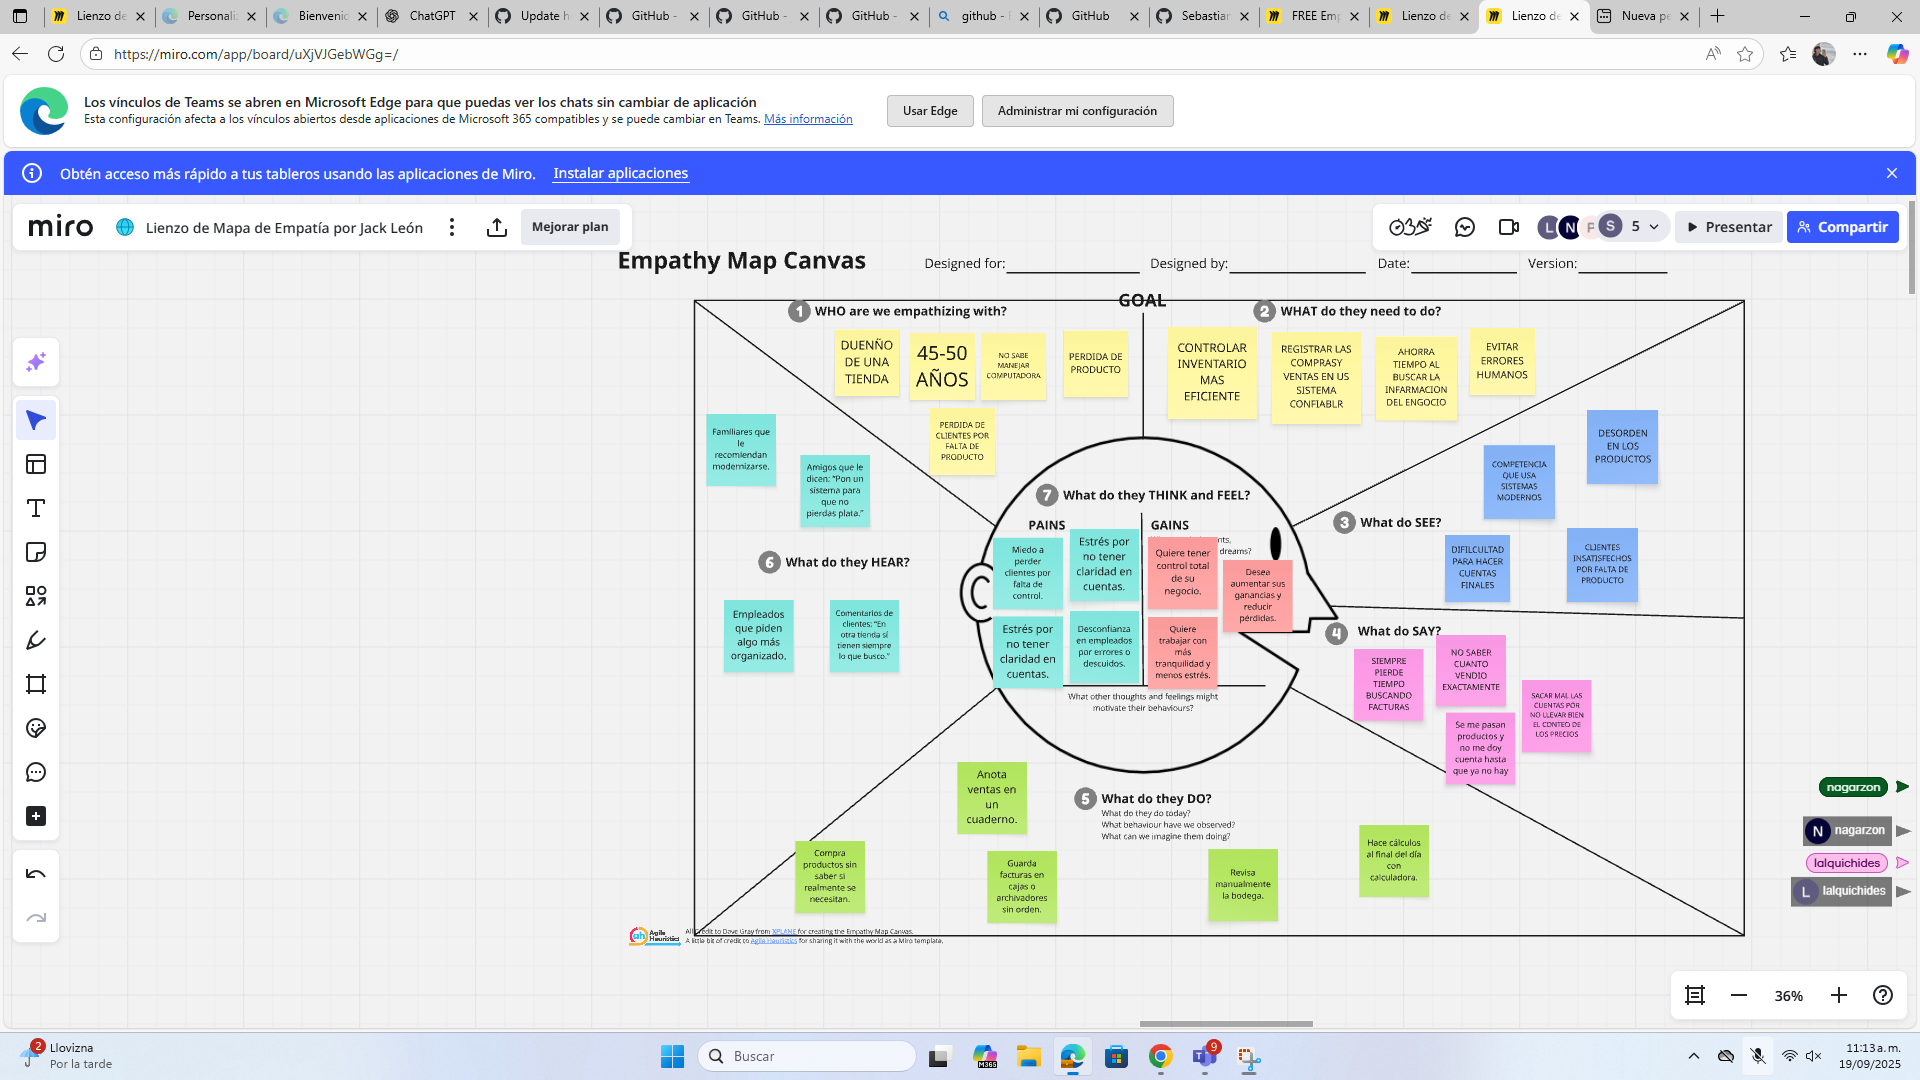 Lienzo de
Personaliz
Bienvenic
ChatGPT
Update h
GitHub -
GitHub -
GitHub -
github -
GitHub
Sebastian
FREE Emp
Lienzo de
Lienzo de
Nueva pe
https://miro.com/app/board/uXjVJGebWGg=/
Los vínculos de Teams se abren en Microsoft Edge para que puedas ver los chats sin cambiar de aplicación
Esta configuración afecta a los vínculos abiertos desde aplicaciones de Microsoft 365 compatibles y se puede cambiar en Teams. Más información
Usar Edge
Administrar mi configuración
Obtén acceso más rápido a tus tableros usando las aplicaciones de Miro. Instalar aplicaciones
miro
Lienzo de Mapa de Empatía por Jack León
Mejorar plan
L
N
P
S
5
Presentar
Compartir
Empathy Map Canvas
Designed for:
Designed by:
Date:
Version:
GOAL
1 WHO are we empathizing with?
DUENÑO
DE UNA
TIENDA
45-50
AÑOS
NO SABE
MANEJAR
COMPUTADORA
PERDIDA DE
PRODUCTO
PERDIDA DE
CLIENTES POR
FALTA DE
PRODUCTO
2 WHAT do they need to do?
CONTROLAR
INVENTARIO
MAS
EFICIENTE
REGISTRAR LAS
COMPRASY
VENTAS EN US
SISTEMA
CONFIABLR
AHORRA
TIEMPO AL
BUSCAR LA
INFARMACION
DEL ENGOCIO
EVITAR
ERRORES
HUMANOS
DESORDEN
EN LOS
PRODUCTOS
COMPETENCIA
QUE USA
SISTEMAS
MODERNOS
3 What do SEE?
DIFILCULTAD
PARA HACER
CUENTAS
FINALES
CLIENTES
INSATISFECHOS
POR FALTA DE
PRODUCTO
4 What do SAY?
SIEMPRE
PIERDE
TIEMPO
BUSCANDO
FACTURAS
NO SABER
CUANTO
VENDIO
EXACTAMENTE
SACAR MAL LAS
CUENTAS POR
NO LLEVAR BIEN
EL CONTEO DE
LOS PRECIOS
Se me pasan
productos y
no me doy
cuenta hasta
que ya no hay
5 What do they DO?
What do they do today?
What behaviour have we observed?
What can we imagine them doing?
Anota
ventas en
un
cuaderno.
Compra
productos sin
saber si
realmente se
necesitan.
Guarda
facturas en
cajas o
archivadores
sin orden.
Revisa
manualmente
la bodega.
Hace cálculos
al final del día
con
calculadora.
Familiares que
le
recomiendan
modernizarse.
Amigos que le
dicen: “Pon un
sistema para
que no
pierdas plata.”
6 What do they HEAR?
Empleados
que piden
algo más
organizado.
Comentarios de
clientes: “En
otra tienda sí
tienen siempre
lo que busco.”
7 What do they THINK and FEEL?
PAINS
GAINS
dreams?
Miedo a
perder
clientes por
falta de
control.
Estrés por
no tener
claridad en
cuentas.
Estrés por
no tener
claridad en
cuentas.
Desconfianza
en empleados
por errores o
descuidos.
Quiere tener
control total
de su
negocio.
Desea
aumentar sus
ganancias y
reducir
pérdidas.
Quiere
trabajar con
más
tranquilidad y
menos estrés.
What other thoughts and feelings might
motivate their behaviours?
Agile
Heuristics
All credit to Dave Gray from XPLANE for creating the Empathy Map Canvas.
A little bit of credit to Agile Heuristics for sharing it with the world as a Miro template.
nagarzon
N nagarzon
lalquichides
L lalquichides
36%
2
Llovizna
Por la tarde
Buscar
M365
9
11:13 a. m.
19/09/2025